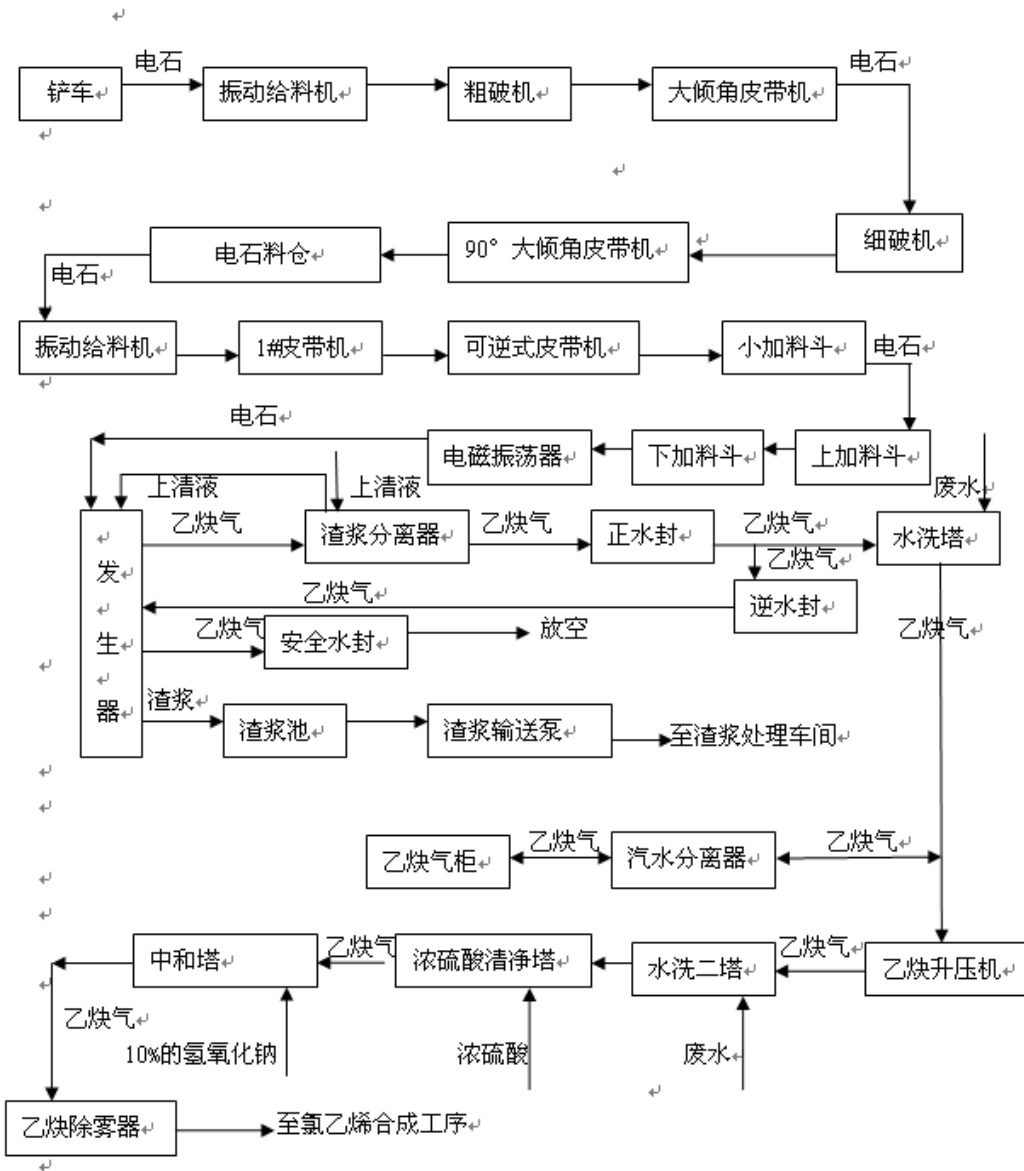 电石
电石
铲车
振动给料机
粗破机
大倾角皮带机
细破机
90°大倾角皮带机
电石料仓
电石
振动给料机
1#皮带机
可逆式皮带机
小加料斗
电石
电石
电磁振荡器
下加料斗
上加料斗
上清液
上清液
废水
乙炔气
渣浆分离器
乙炔气
正水封
乙炔气
水洗塔
乙炔气
发生器
乙炔气
逆水封
乙炔气
安全水封
放空
乙炔气
渣浆
渣浆池
渣浆输送泵
至渣浆处理车间
乙炔气柜
乙炔气
汽水分离器
乙炔气
中和塔
乙炔气
浓硫酸清净塔
水洗二塔
乙炔气
乙炔升压机
乙炔气
10%的氢氧化钠
浓硫酸
废水
乙炔除雾器
至氯乙烯合成工序